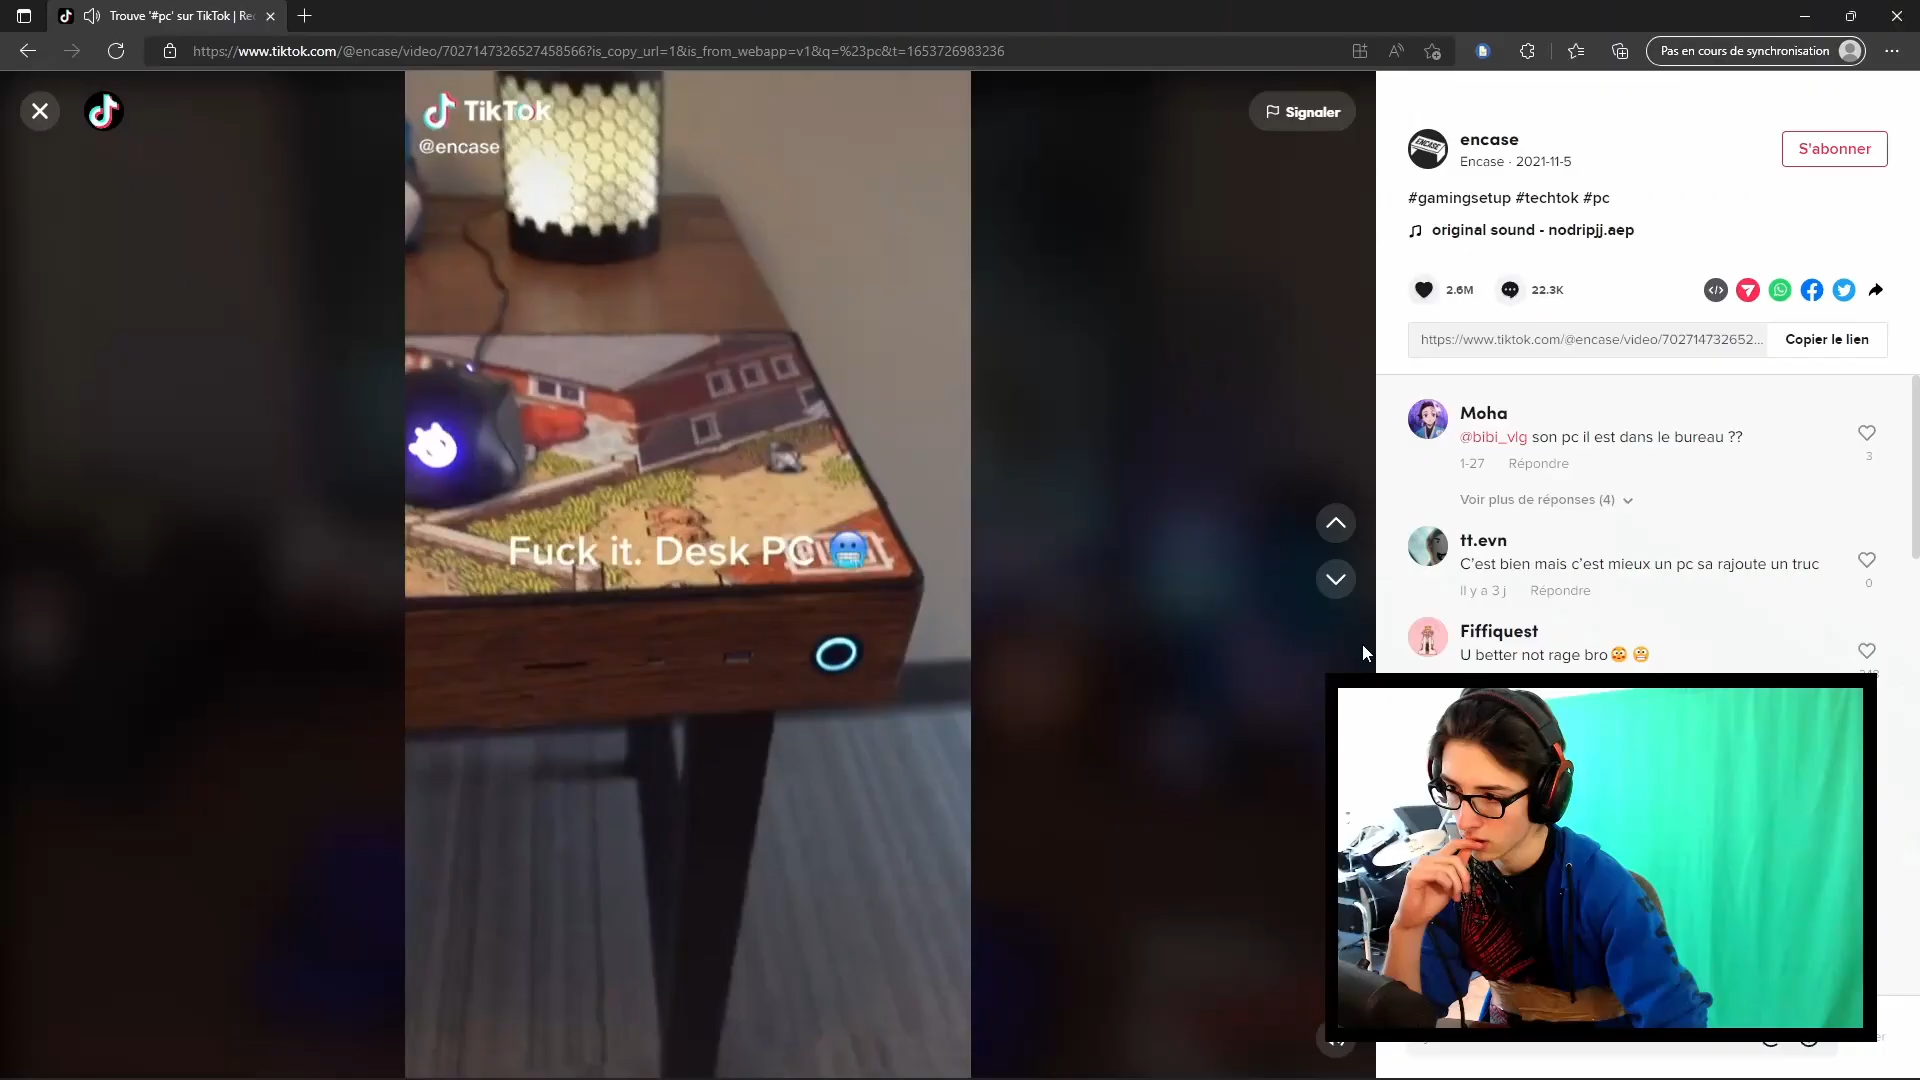 Trouve '#pc' sur TikTok | Rec
https://www.tiktok.com/@encase/video/7027147326527458566?is_copy_url=1&is_from_webapp=v1&q=%23pc&t=1653726983236
Pas en cours de synchronisation
TikTok
@encase
Signaler
Fuck it. Desk PC 🥶
encase
Encase · 2021-11-5
S'abonner
#gamingsetup #techtok #pc
original sound - nodripjj.aep
2.6M
22.3K
https://www.tiktok.com/@encase/video/702714732652...
Copier le lien
Moha
@bibi_vlg son pc il est dans le bureau ??
3
1-27 Répondre
Voir plus de réponses (4)
tt.evn
C'est bien mais c'est mieux un pc sa rajoute un truc
0
Il y a 3 j Répondre
Fiffiquest
U better not rage bro